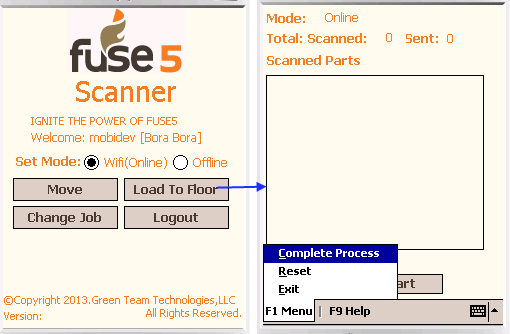 fuse 5
Scanner
IGNITE THE POWER OF FUSE5
Welcome: mobidev [Bora Bora]
Set Mode: Wifi(Online) Offline
Move Load To Floor
Change Job Logout
©Copyright 2013.Green Team Technologies,LLC
Version: All Rights Reserved.
Mode: Online
Total: Scanned: 0 Sent: 0
Scanned Parts
Complete Process
Reset
Exit
F1 Menu | F9 Help